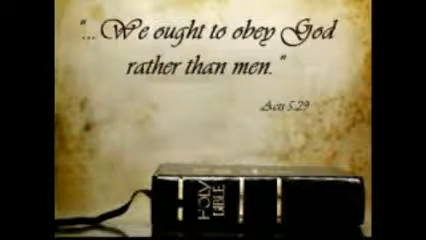 "... We ought to obey God
rather than men."
Acts 5:29
HOLY
BIBLE